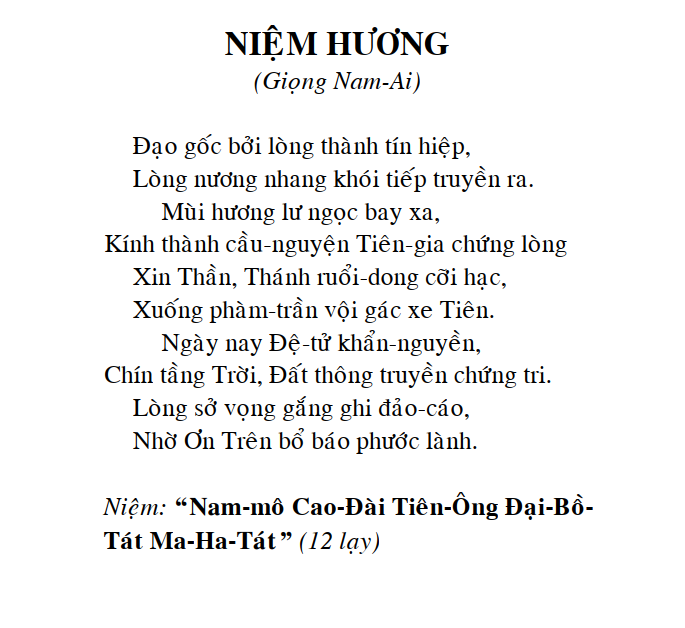 NIỆM HƯƠNG
(Giọng Nam-Ai)
Đạo gốc bởi lòng thành tín hiệp,
Lòng nương nhang khói tiếp truyền ra.
Mùi hương lư ngọc bay xa,
Kính thành cầu-nguyện Tiên-gia chứng lòng
Xin Thần, Thánh ruổi-dong cỡi hạc,
Xuống phàm-trần vội gác xe Tiên.
Ngày nay Đệ-tử khẩn-nguyền,
Chín tầng Trời, Đất thông truyền chứng tri.
Lòng sở vọng gắng ghi đảo-cáo,
Nhờ Ơn Trên bổ báo phước lành.
Niệm: “Nam-mô Cao-Đài Tiên-Ông Đại-Bồ-
Tát Ma-Ha-Tát” (12 lạy)